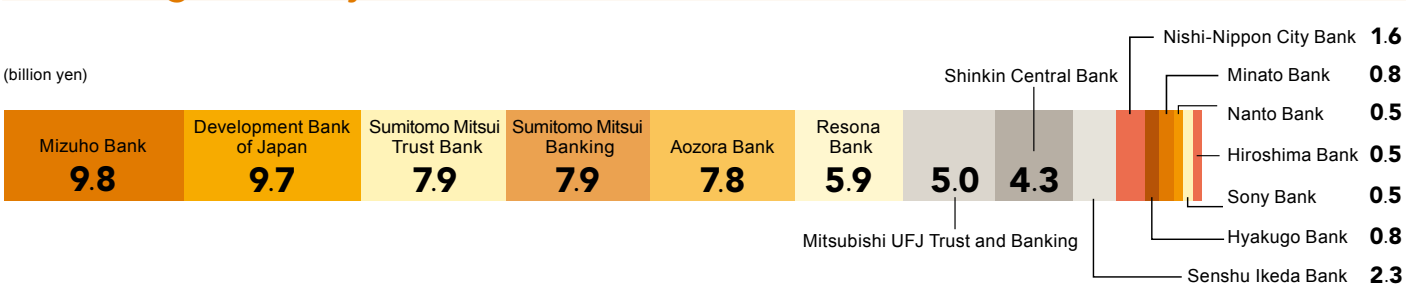 (billion yen)
Mizuho Bank
9.8
Development Bank
of Japan
9.7
Sumitomo Mitsui
Trust Bank
7.9
Sumitomo Mitsui
Banking
7.9
Aozora Bank
7.8
Resona
Bank
5.9
5.0
Mitsubishi UFJ Trust and Banking
Shinkin Central Bank
4.3
Nishi-Nippon City Bank 1.6
Minato Bank 0.8
Nanto Bank 0.5
Hiroshima Bank 0.5
Sony Bank 0.5
Hyakugo Bank 0.8
Senshu Ikeda Bank 2.3